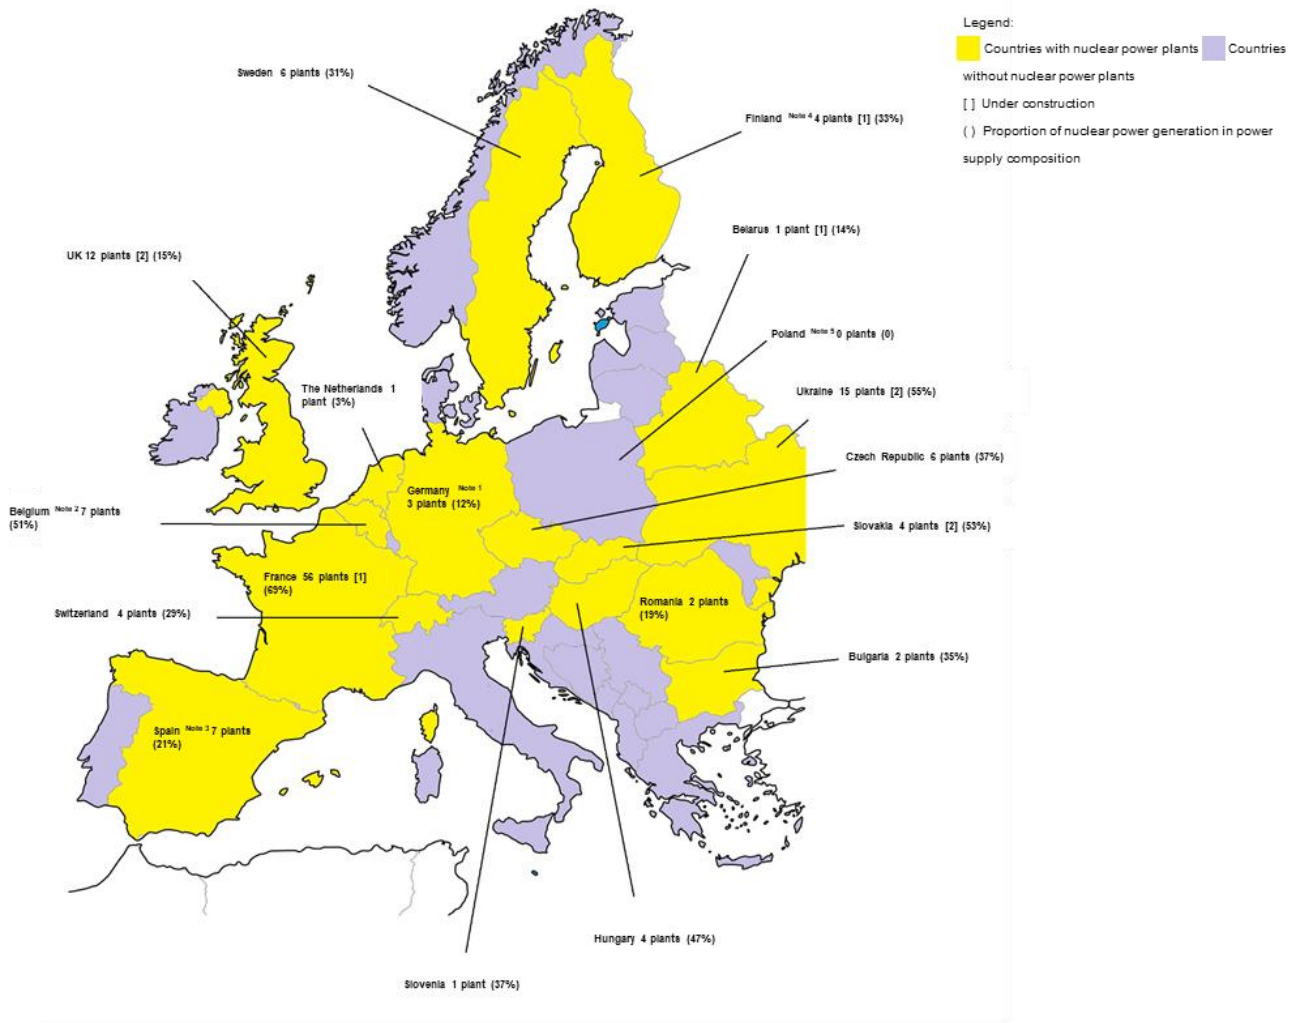 Legend:
Countries with nuclear power plants Countries
without nuclear power plants
[ ] Under construction
( ) Proportion of nuclear power generation in power
supply composition
Sweden 6 plants (31%)
Finland Note 4 4 plants [1] (33%)
Belarus 1 plant [1] (14%)
UK 12 plants [2] (15%)
Poland Note 5 0 plants (0)
The Netherlands 1
plant (3%)
Ukraine 15 plants [2] (55%)
Czech Republic 6 plants (37%)
Germany Note 1
3 plants (12%)
Belgium Note 2 7 plants
(51%)
Slovakia 4 plants [2] (53%)
France 56 plants [1]
(69%)
Switzerland 4 plants (29%)
Romania 2 plants
(19%)
Bulgaria 2 plants (35%)
Spain Note 3 7 plants
(21%)
Hungary 4 plants (47%)
Slovenia 1 plant (37%)